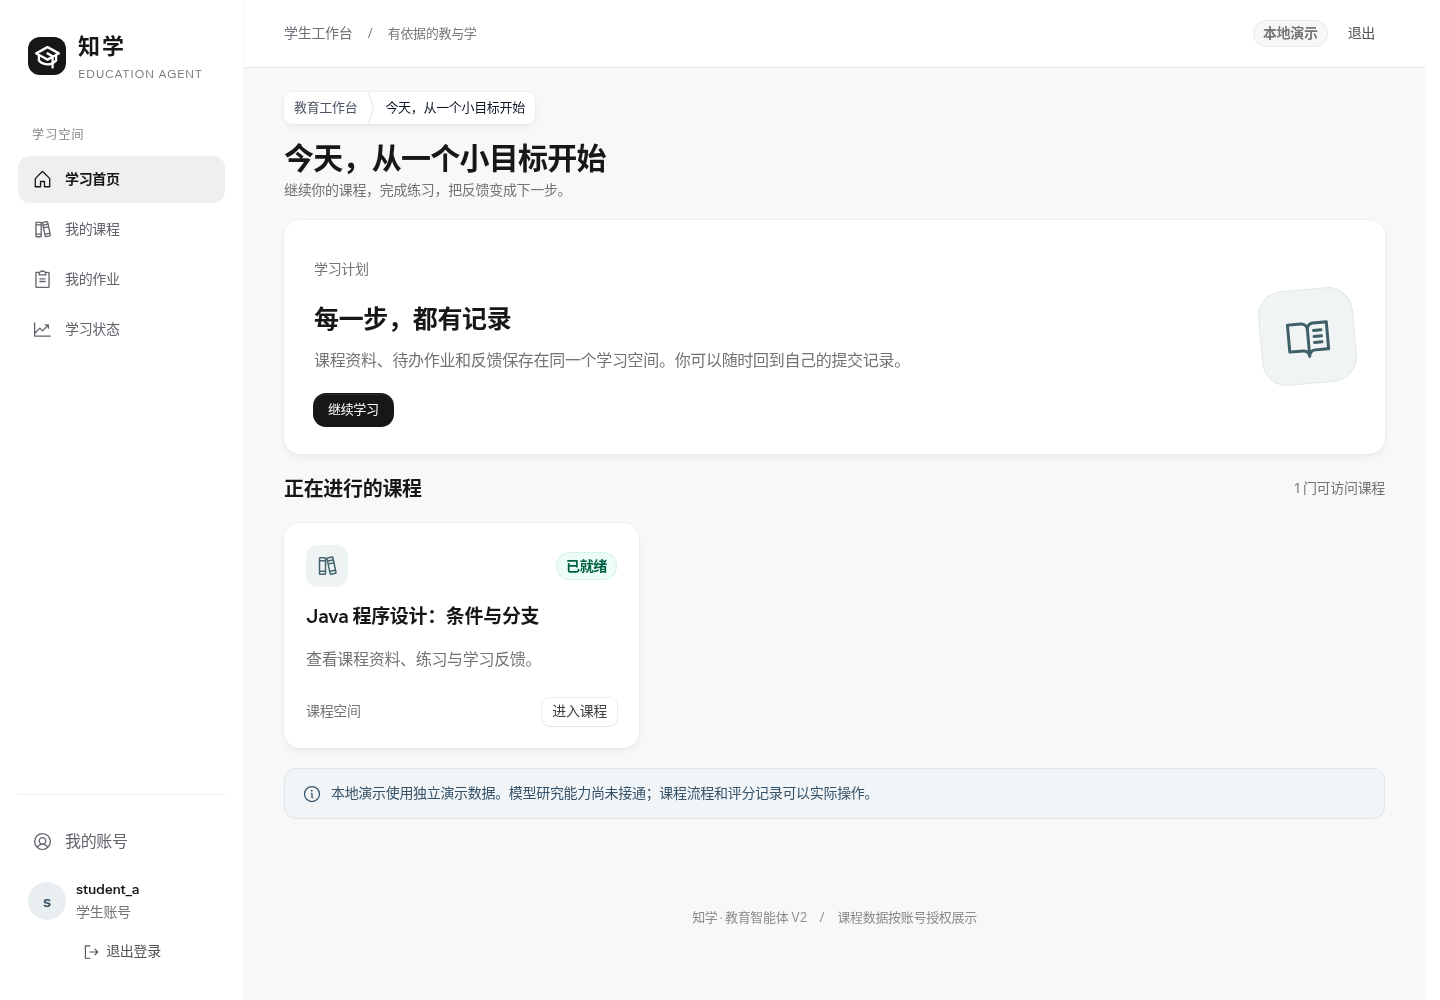 知学
EDUCATION AGENT
学习空间
学习首页
我的课程
我的作业
学习状态
我的账号
s
student_a
学生账号
退出登录
学生工作台 / 有依据的教与学
本地演示
退出
教育工作台
今天，从一个小目标开始
今天，从一个小目标开始
继续你的课程，完成练习，把反馈变成下一步。
学习计划
每一步，都有记录
课程资料、待办作业和反馈保存在同一个学习空间。你可以随时回到自己的提交记录。
继续学习
正在进行的课程
1 门可访问课程
已就绪
Java 程序设计：条件与分支
查看课程资料、练习与学习反馈。
课程空间
进入课程
本地演示使用独立演示数据。模型研究能力尚未接通；课程流程和评分记录可以实际操作。
知学 · 教育智能体 V2 / 课程数据按账号授权展示